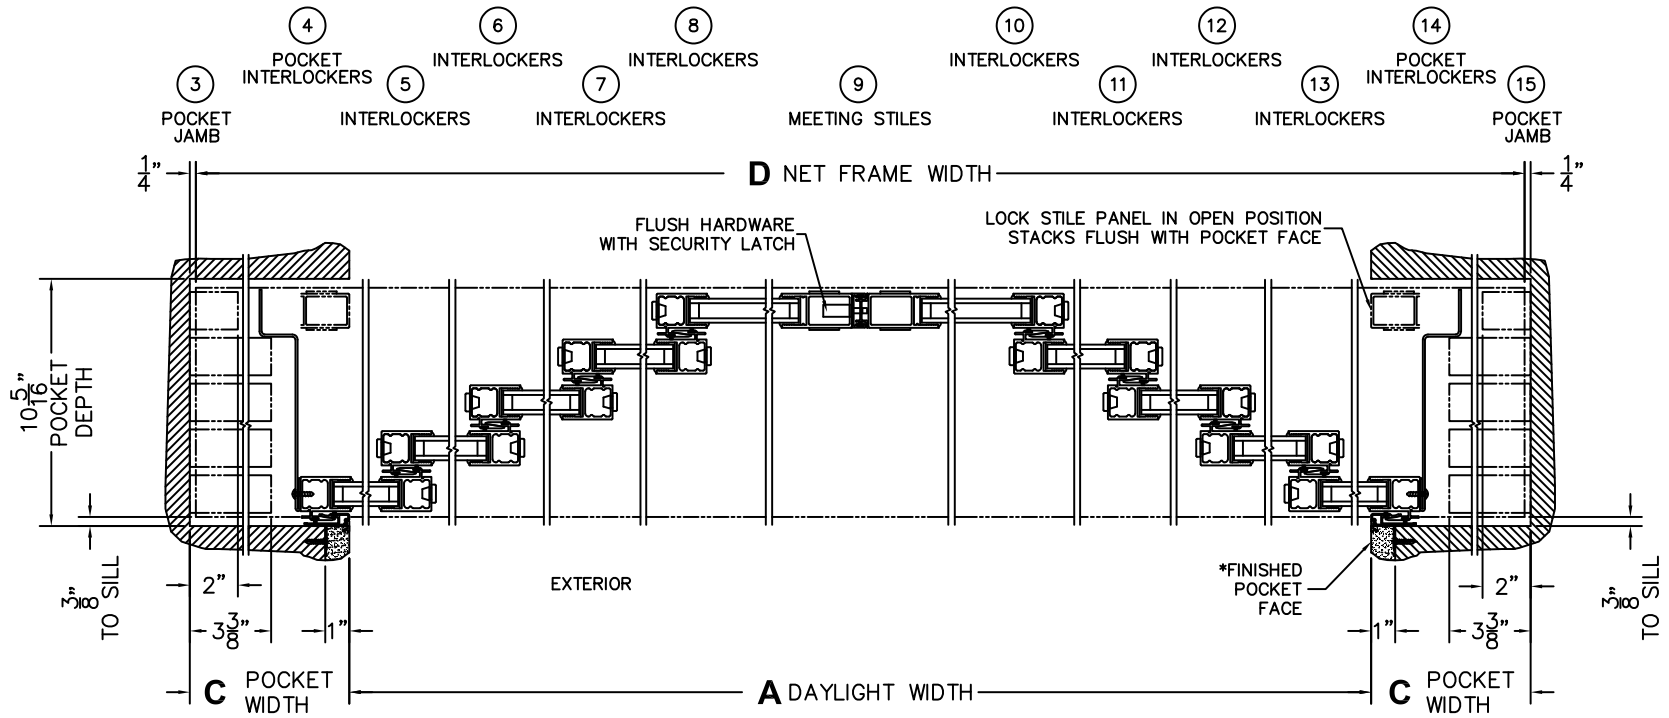 4
POCKET
INTERLOCKERS
6
INTERLOCKERS
8
INTERLOCKERS
10
INTERLOCKERS
12
INTERLOCKERS
14
POCKET
INTERLOCKERS
3
POCKET
JAMB
5
INTERLOCKERS
7
INTERLOCKERS
9
MEETING STILES
11
INTERLOCKERS
13
INTERLOCKERS
15
POCKET
JAMB
1/4"
D NET FRAME WIDTH
1/4"
FLUSH HARDWARE
WITH SECURITY LATCH
LOCK STILE PANEL IN OPEN POSITION
STACKS FLUSH WITH POCKET FACE
10 5/16"
POCKET
DEPTH
3/8"
TO SILL
2"
3 3/8"
1"
EXTERIOR
*FINISHED
POCKET
FACE
2"
1"
3 3/8"
3/8"
TO SILL
C POCKET
WIDTH
A DAYLIGHT WIDTH
C POCKET
WIDTH